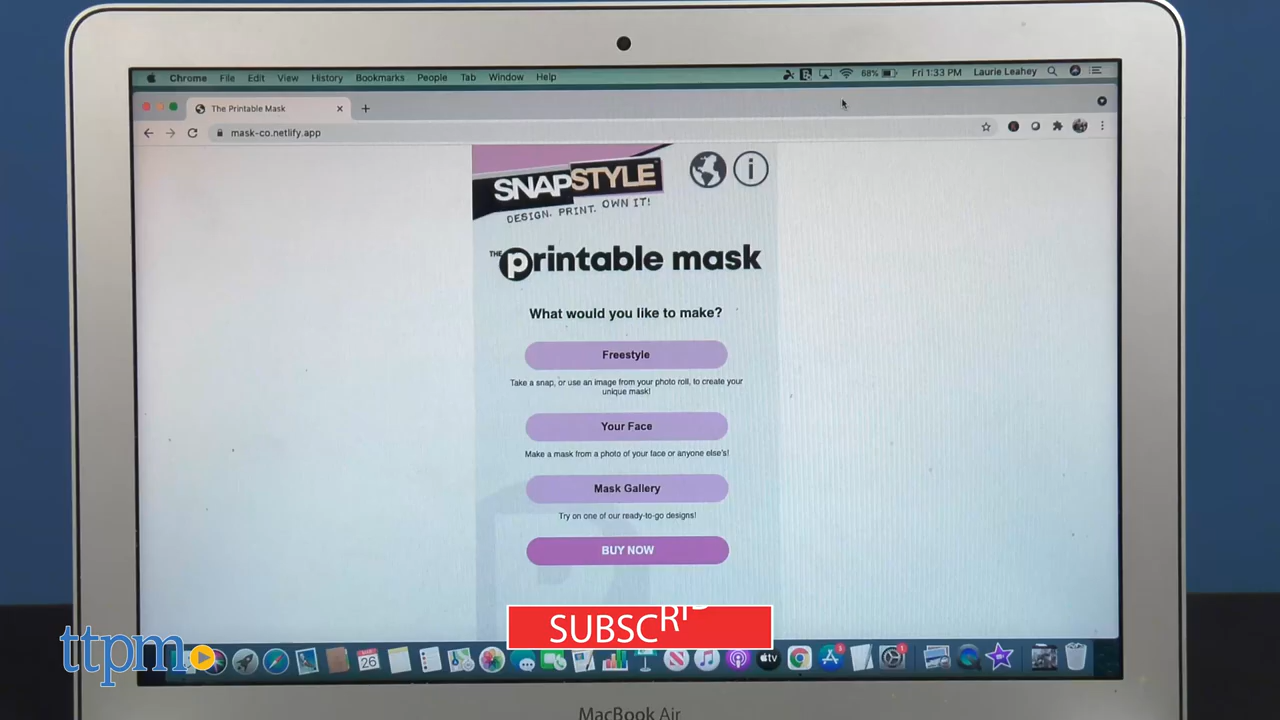 Chrome File Edit View History Bookmarks People Tab Window Help 68% Fri 1:33 PM Laurie Leahey
The Printable Mask
mask-co.netlify.app
SNAPSTYLE
DESIGN. PRINT. OWN IT!
THE printable mask
What would you like to make?
Freestyle
Take a snap, or use an image from your photo roll, to create your
unique mask!
Your Face
Make a mask from a photo of your face or anyone else's!
Mask Gallery
Try on one of our ready-to-go designs!
BUY NOW
SUBSCRIB
ttpm
26
tv
MacBook Air